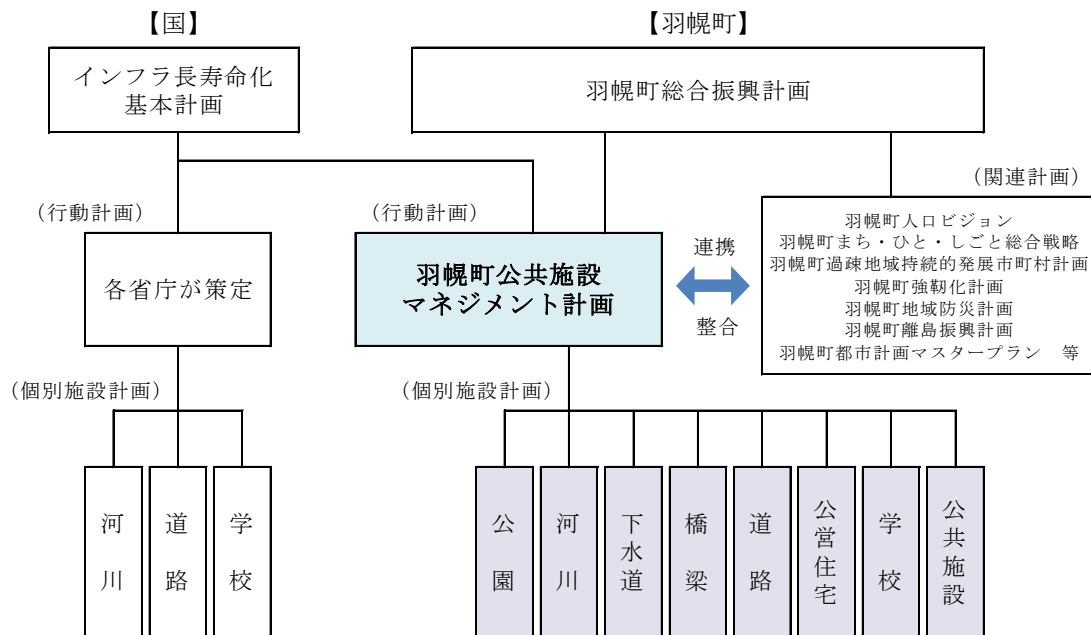 【国】
【羽幌町】
インフラ長寿命化
基本計画
羽幌町総合振興計画
（関連計画）
（行動計画）
（行動計画）
各省庁が策定
羽幌町公共施設
マネジメント計画
連携
整合
羽幌町人口ビジョン
羽幌町まち・ひと・しごと総合戦略
羽幌町過疎地域持続的発展市町村計画
羽幌町強靱化計画
羽幌町地域防災計画
羽幌町離島振興計画
羽幌町都市計画マスタープラン　等
（個別施設計画）
（個別施設計画）
河川
道路
学校
公園
河川
下水道
橋梁
道路
公営住宅
学校
公共施設